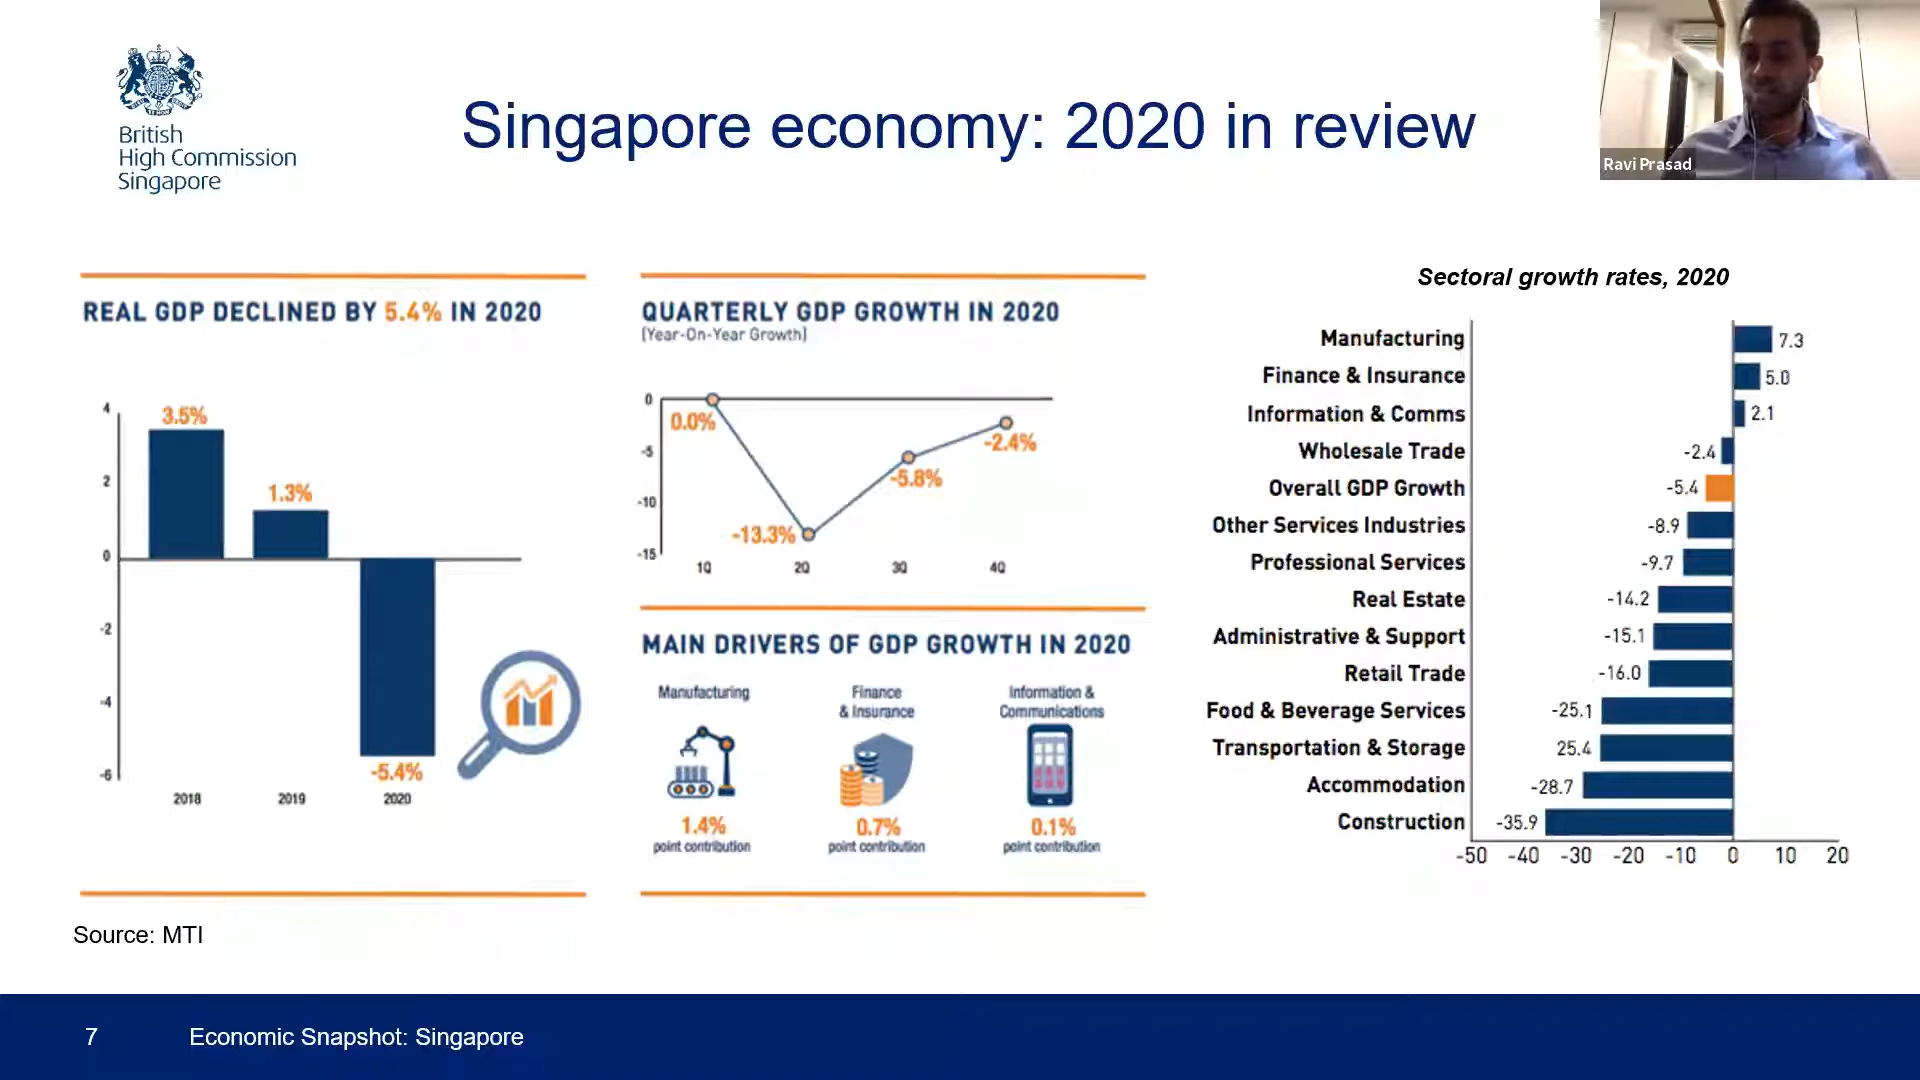 British
High Commission
Singapore
Singapore economy: 2020 in review
Ravi Prasad
REAL GDP DECLINED BY 5.4% IN 2020
4
2
0
-2
-4
-6
3.5%
1.3%
-5.4%
2018
2019
2020
QUARTERLY GDP GROWTH IN 2020
(Year-On-Year Growth)
0
-5
-10
-15
0.0%
-13.3%
-5.8%
-2.4%
1Q
2Q
3Q
4Q
MAIN DRIVERS OF GDP GROWTH IN 2020
Manufacturing
1.4%
point contribution
Finance
& Insurance
0.7%
point contribution
Information &
Communications
0.1%
point contribution
Sectoral growth rates, 2020
Manufacturing 7.3
Finance & Insurance 5.0
Information & Comms 2.1
Wholesale Trade -2.4
Overall GDP Growth -5.4
Other Services Industries -8.9
Professional Services -9.7
Real Estate -14.2
Administrative & Support -15.1
Retail Trade -16.0
Food & Beverage Services -25.1
Transportation & Storage 25.4
Accommodation -28.7
Construction -35.9
-50 -40 -30 -20 -10 0 10 20
Source: MTI
7 Economic Snapshot: Singapore